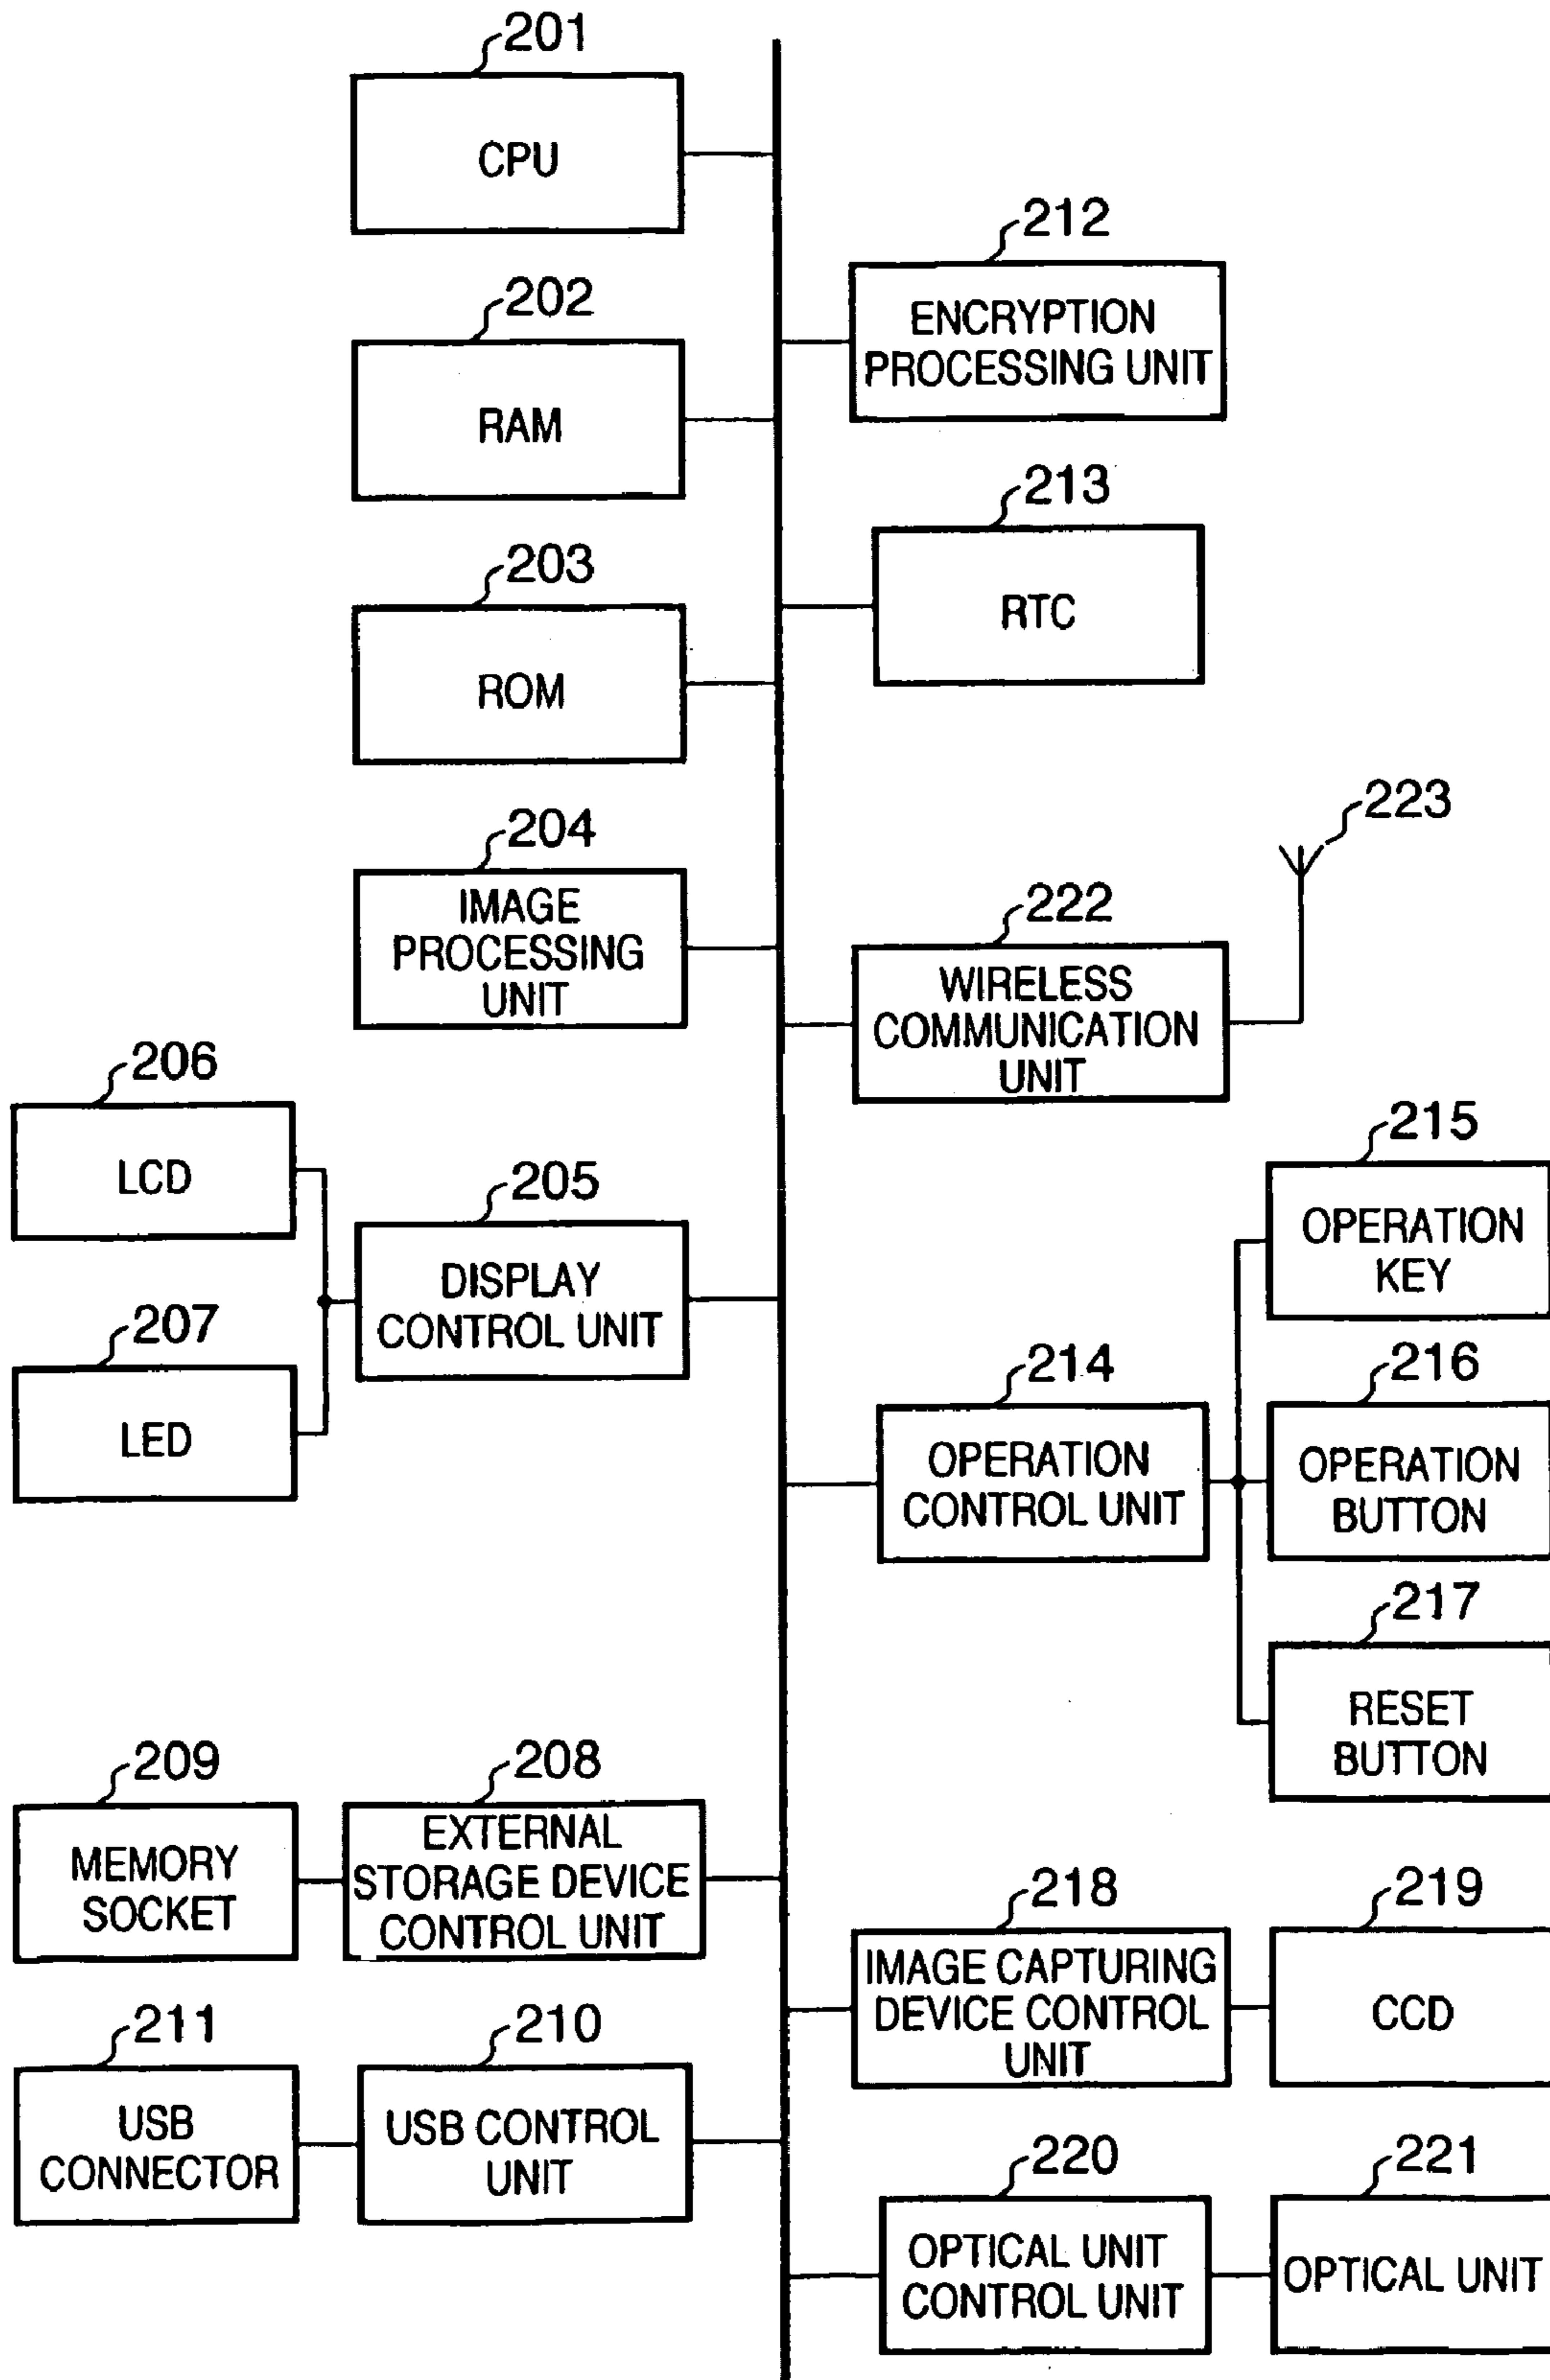 201
CPU
212
ENCRYPTION
PROCESSING UNIT
202
RAM
213
RTC
203
ROM
204
IMAGE
PROCESSING
UNIT
223
222
WIRELESS
COMMUNICATION
UNIT
206
LCD
205
DISPLAY
CONTROL UNIT
207
LED
215
OPERATION
KEY
214
OPERATION
CONTROL UNIT
216
OPERATION
BUTTON
217
RESET
BUTTON
209
MEMORY
SOCKET
208
EXTERNAL
STORAGE DEVICE
CONTROL UNIT
218
IMAGE CAPTURING
DEVICE CONTROL
UNIT
219
CCD
211
USB
CONNECTOR
210
USB CONTROL
UNIT
220
OPTICAL UNIT
CONTROL UNIT
221
OPTICAL UNIT